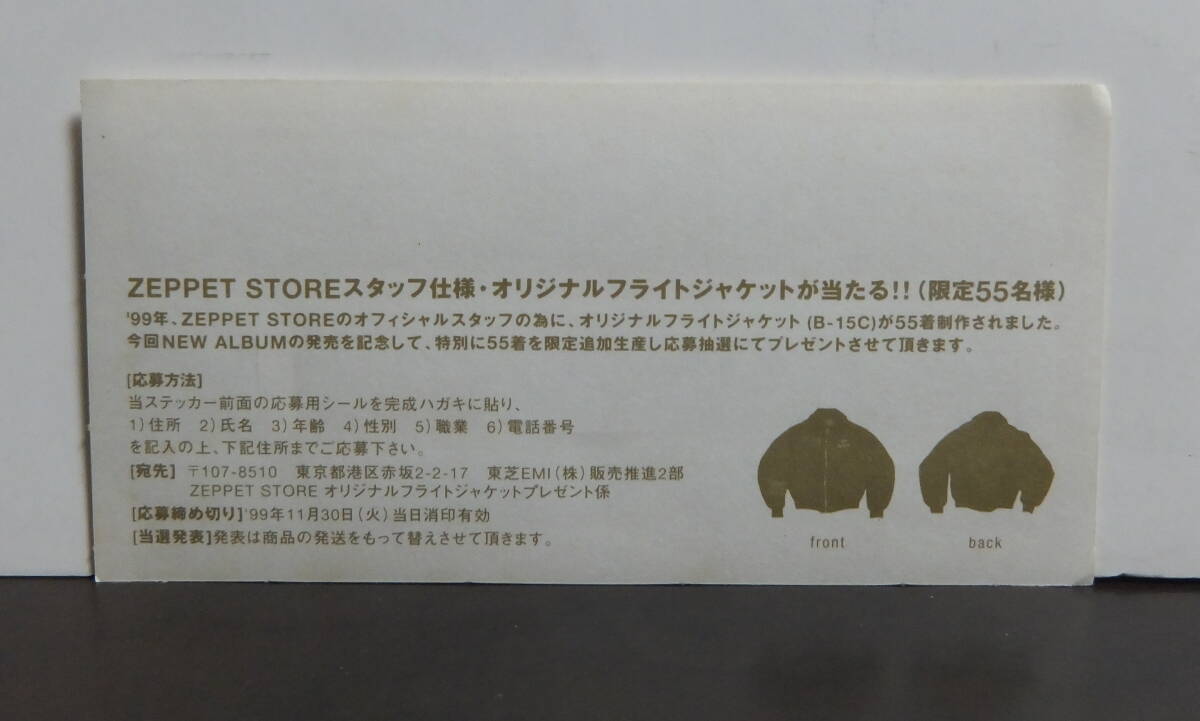 ZEPPET STOREスタッフ仕様・オリジナルフライトジャケットが当たる!!(限定55名様)
'99年、ZEPPET STOREのオフィシャルスタッフの為に、オリジナルフライトジャケット (B-15C)が55着制作されました。
今回NEW ALBUMの発売を記念して、特別に55着を限定追加生産し応募抽選にてプレゼントさせて頂きます。
[応募方法]
当ステッカー前面の応募用シールを完成ハガキに貼り、
1)住所 2)氏名 3)年齢 4)性別 5)職業 6)電話番号
を記入の上、下記住所までご応募下さい。
[宛先] 〒107-8510 東京都港区赤坂2-2-17 東芝EMI(株)販売推進2部
ZEPPET STORE オリジナルフライトジャケットプレゼント係
[応募締め切り]'99年11月30日(火)当日消印有効
[当選発表]発表は商品の発送をもって替えさせて頂きます。
front back